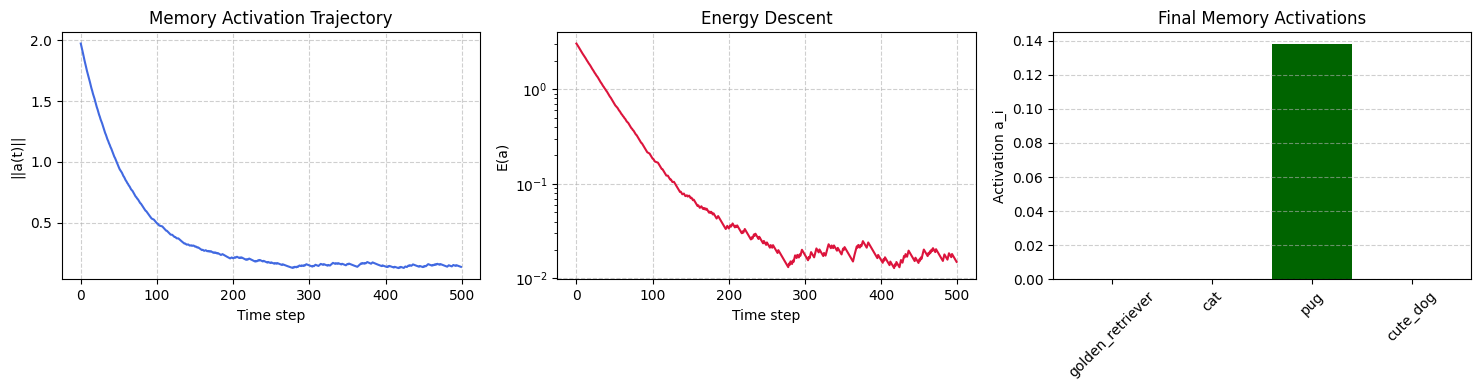 Memory Activation Trajectory
||a(t)||
2.0
1.5
1.0
0.5
0
100
200
300
400
500
Time step
Energy Descent
E(a)
10⁰
10⁻¹
10⁻²
0
100
200
300
400
500
Time step
Final Memory Activations
Activation a_i
0.14
0.12
0.10
0.08
0.06
0.04
0.02
0.00
golden_retriever
cat
pug
cute_dog